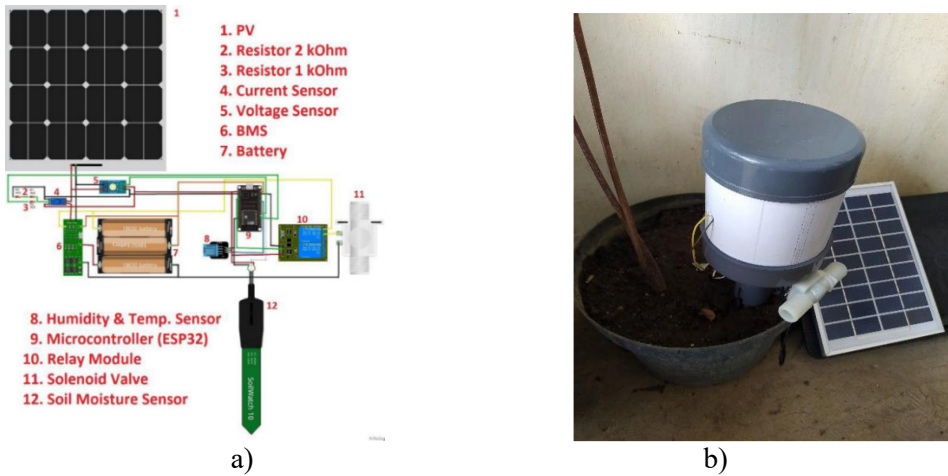 1
1. PV
2. Resistor 2 kOhm
3. Resistor 1 kOhm
4. Current Sensor
5. Voltage Sensor
6. BMS
7. Battery
5
2
4
3
11
10
9
8
6
7
12
8. Humidity & Temp. Sensor
9. Microcontroller (ESP32)
10. Relay Module
11. Solenoid Valve
12. Soil Moisture Sensor
SoilWatch 10
a)
b)